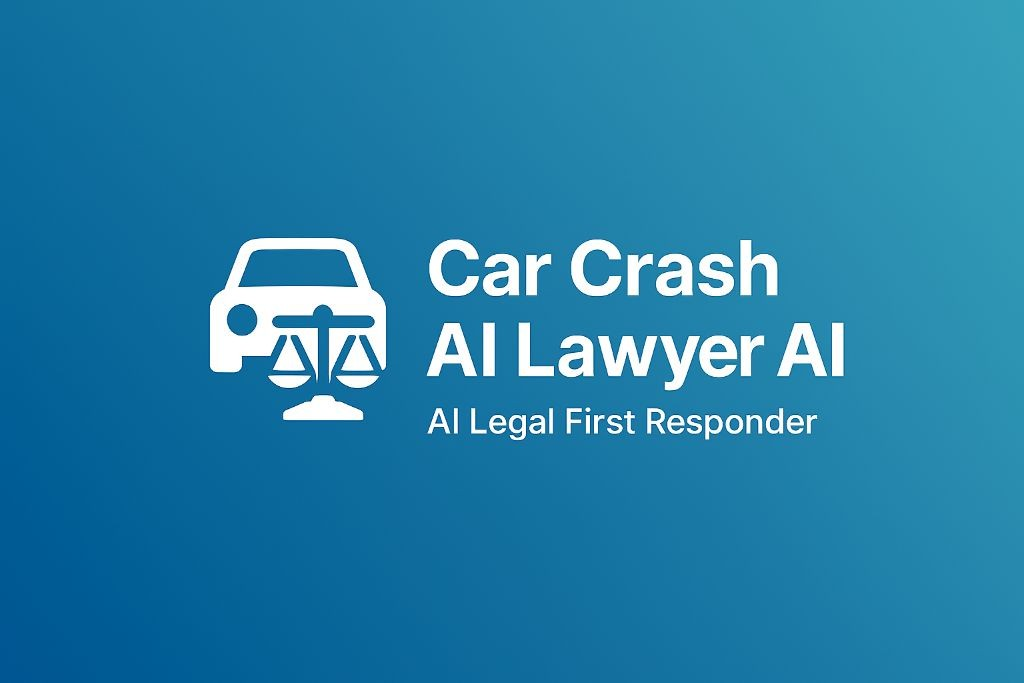 Car Crash
AI Lawyer AI
AI Legal First Responder